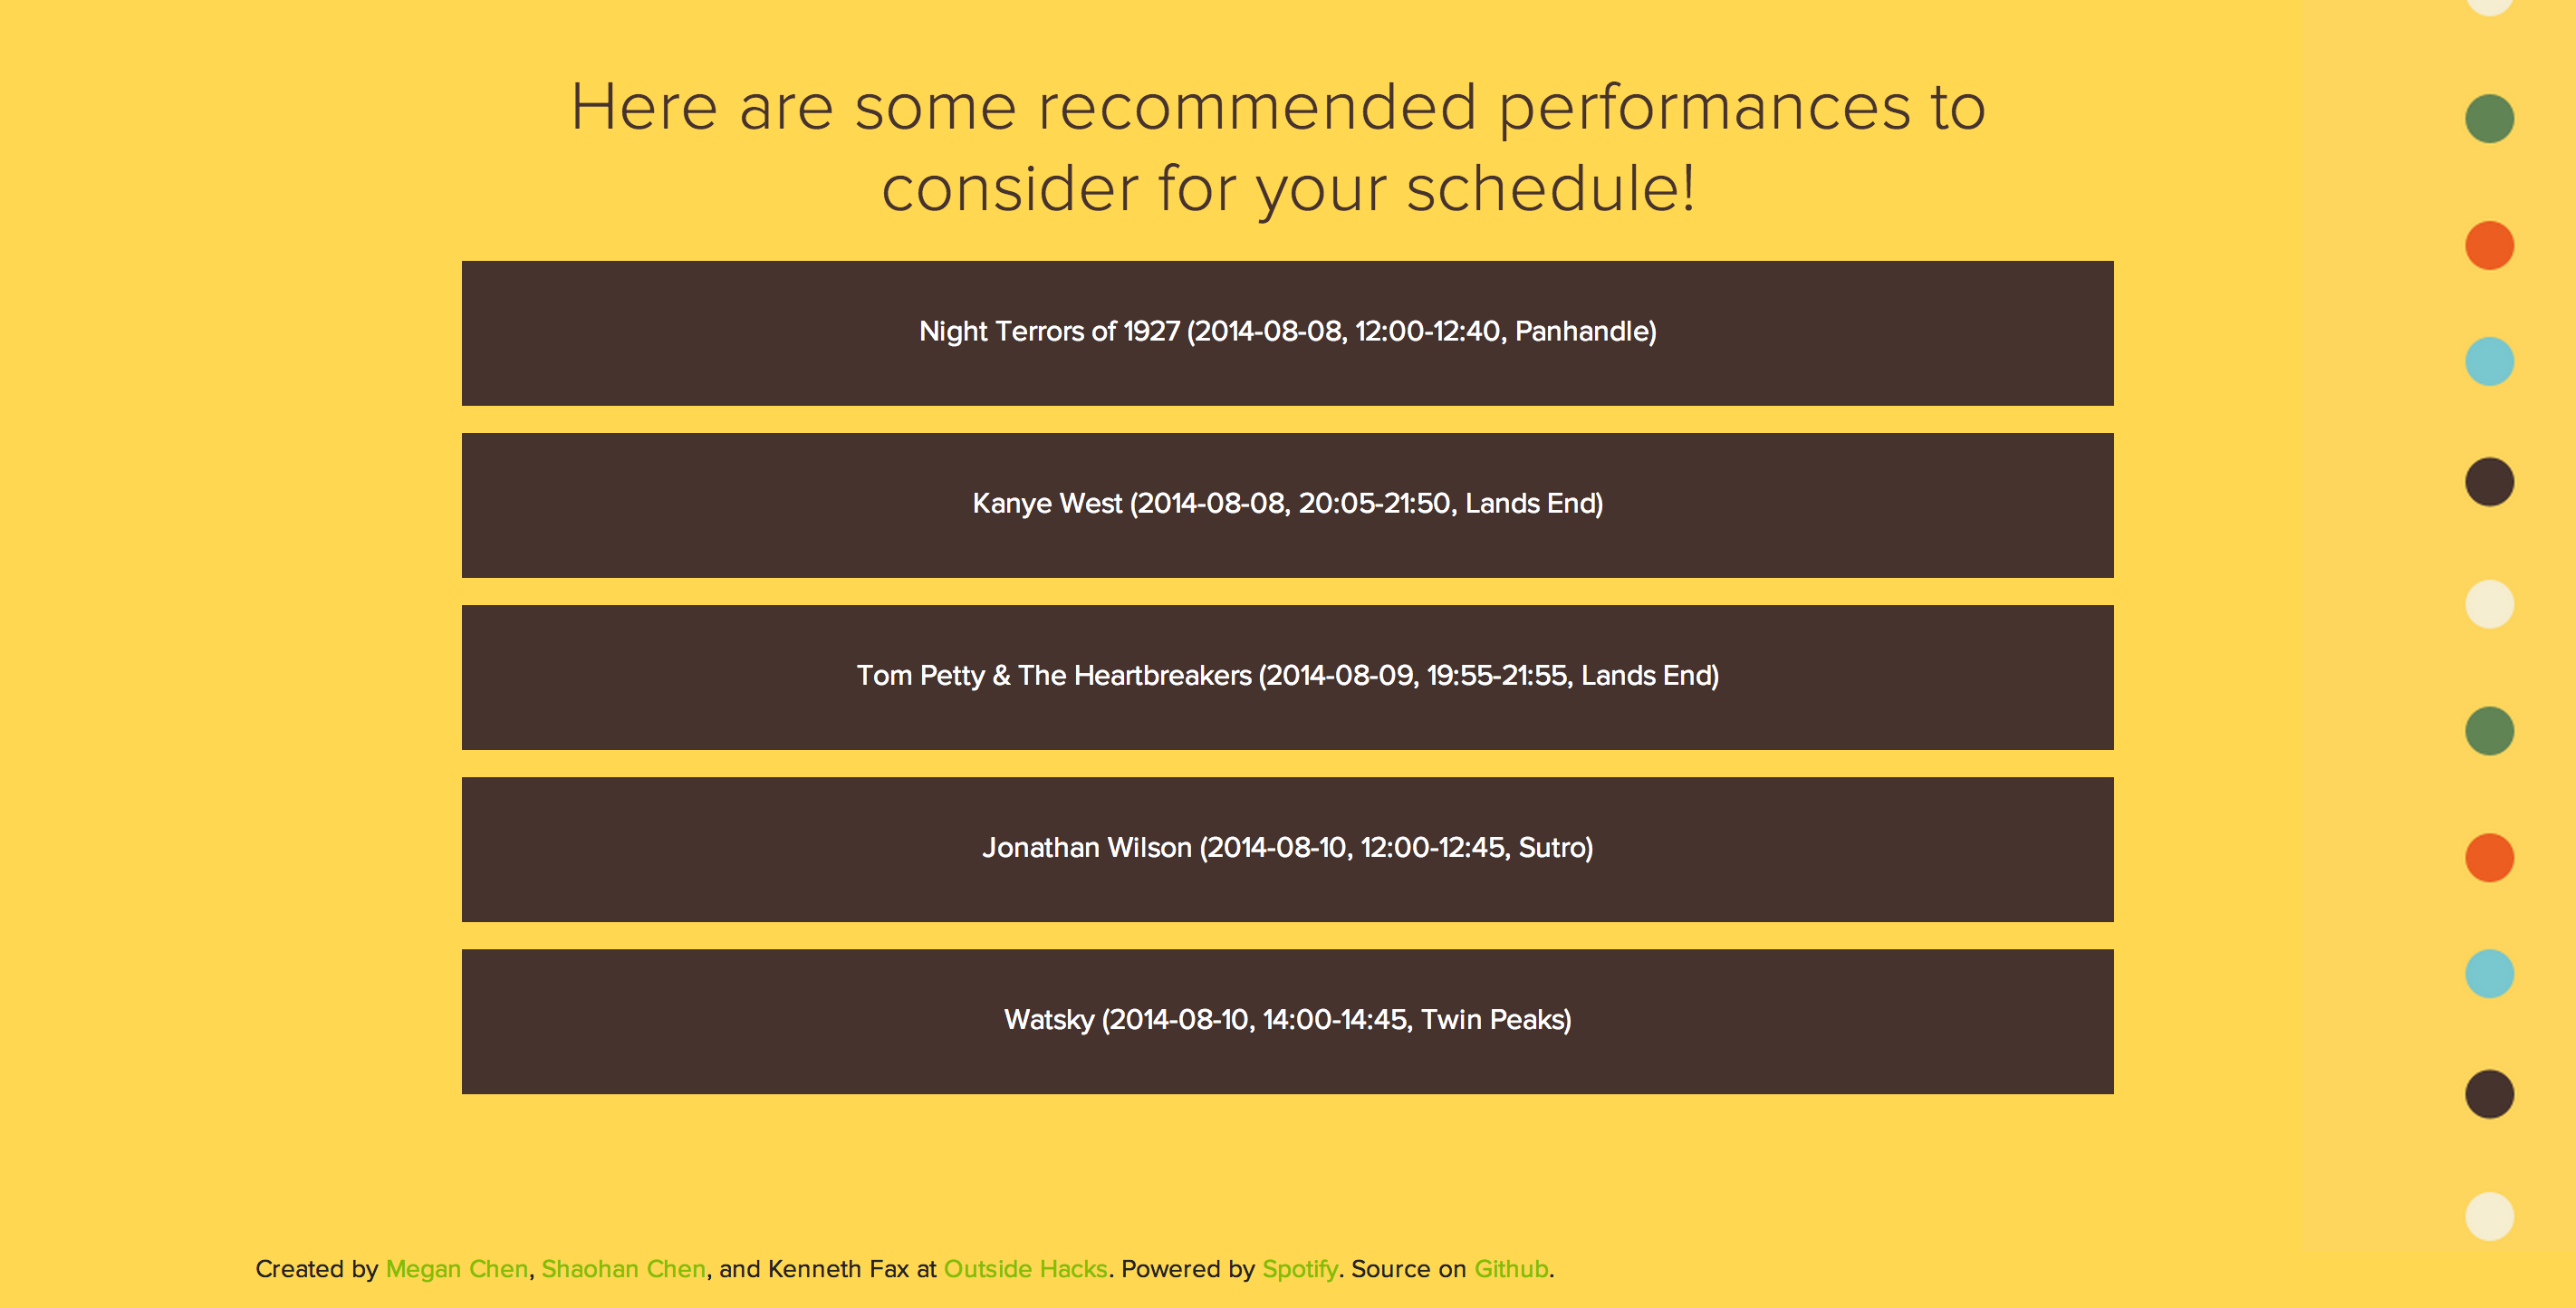 Here are some recommended performances to
consider for your schedule!
Night Terrors of 1927 (2014-08-08, 12:00-12:40, Panhandle)
Kanye West (2014-08-08, 20:05-21:50, Lands End)
Tom Petty & The Heartbreakers (2014-08-09, 19:55-21:55, Lands End)
Jonathan Wilson (2014-08-10, 12:00-12:45, Sutro)
Watsky (2014-08-10, 14:00-14:45, Twin Peaks)
Created by Megan Chen, Shaohan Chen, and Kenneth Fax at Outside Hacks. Powered by Spotify. Source on Github.